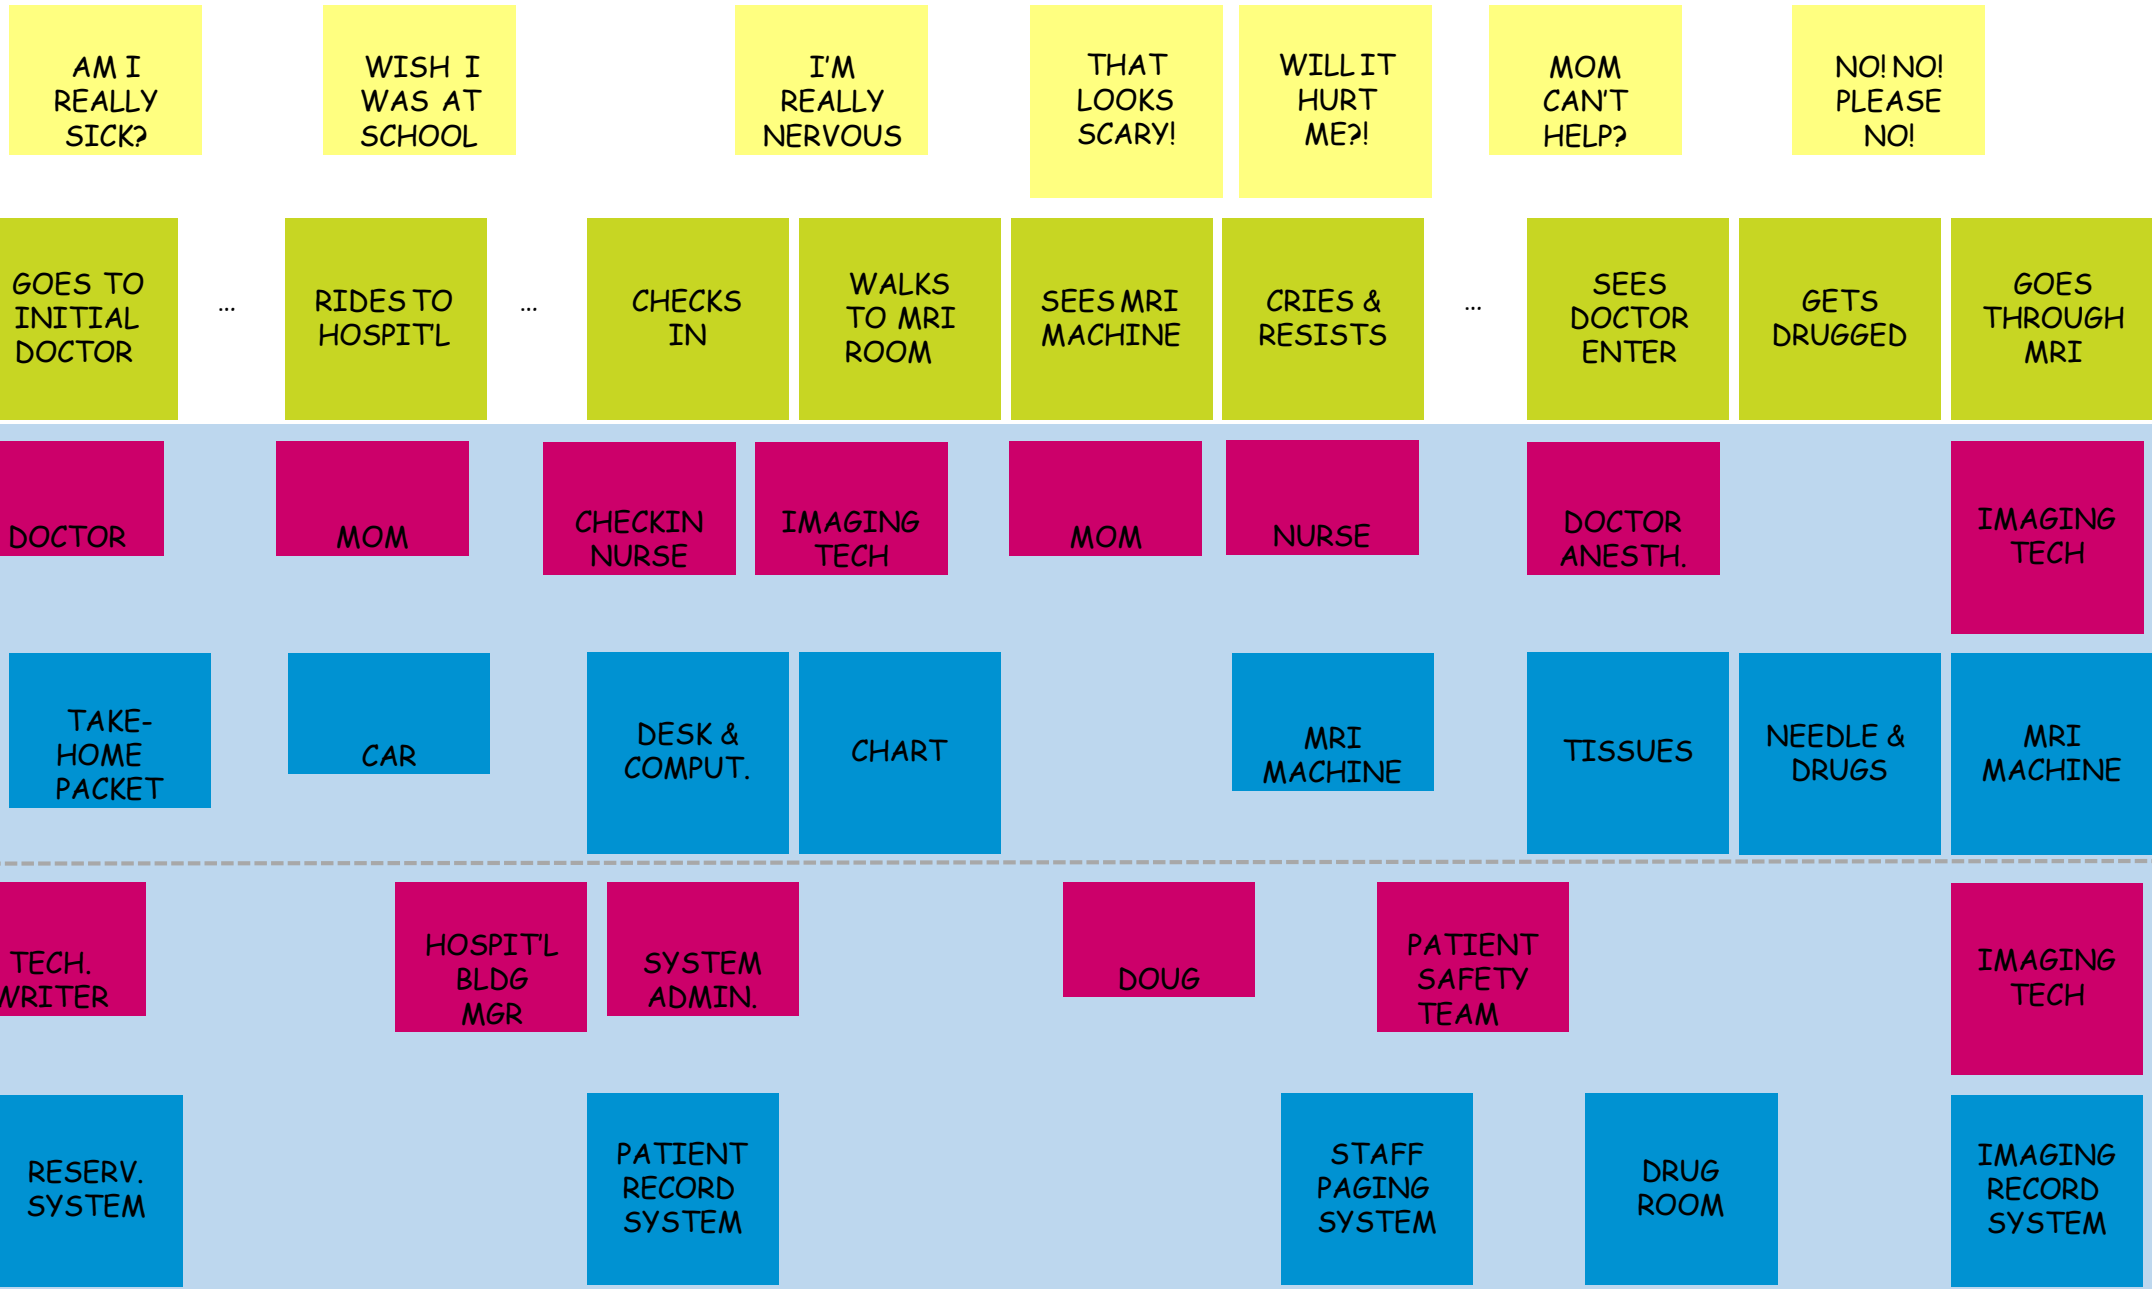 AM I
REALLY
SICK?
WISH I
WAS AT
SCHOOL
I'M
REALLY
NERVOUS
THAT
LOOKS
SCARY!
WILL IT
HURT
ME?!
MOM
CAN'T
HELP?
NO! NO!
PLEASE
NO!
GOES TO
INITIAL
DOCTOR
...
RIDES TO
HOSPIT'L
...
CHECKS
IN
WALKS
TO MRI
ROOM
SEES MRI
MACHINE
CRIES &
RESISTS
...
SEES
DOCTOR
ENTER
GETS
DRUGGED
GOES
THROUGH
MRI
DOCTOR
MOM
CHECKIN
NURSE
IMAGING
TECH
MOM
NURSE
DOCTOR
ANESTH.
IMAGING
TECH
TAKE-
HOME
PACKET
CAR
DESK &
COMPUT.
CHART
MRI
MACHINE
TISSUES
NEEDLE &
DRUGS
MRI
MACHINE
TECH.
WRITER
HOSPIT'L
BLDG
MGR
SYSTEM
ADMIN.
DOUG
PATIENT
SAFETY
TEAM
IMAGING
TECH
RESERV.
SYSTEM
PATIENT
RECORD
SYSTEM
STAFF
PAGING
SYSTEM
DRUG
ROOM
IMAGING
RECORD
SYSTEM